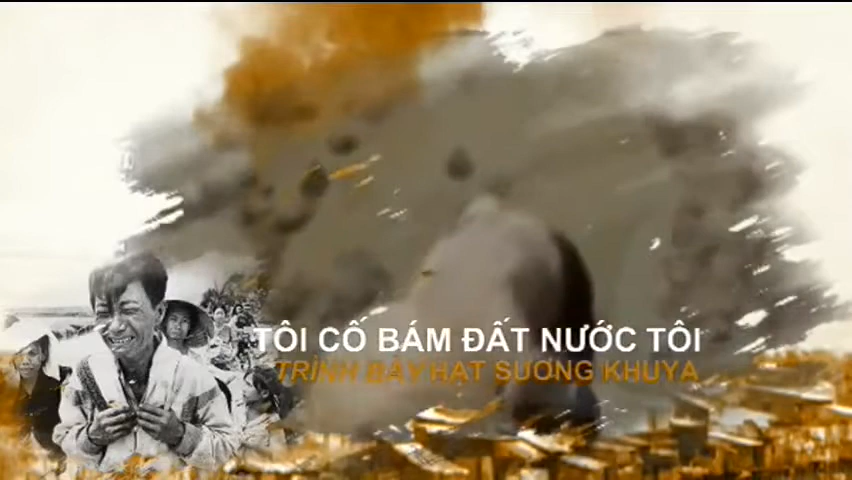 TÔI CỐ BÁM ĐẤT NƯỚC TÔI
TRÌNH BÀY HẠT SƯƠNG KHUYA